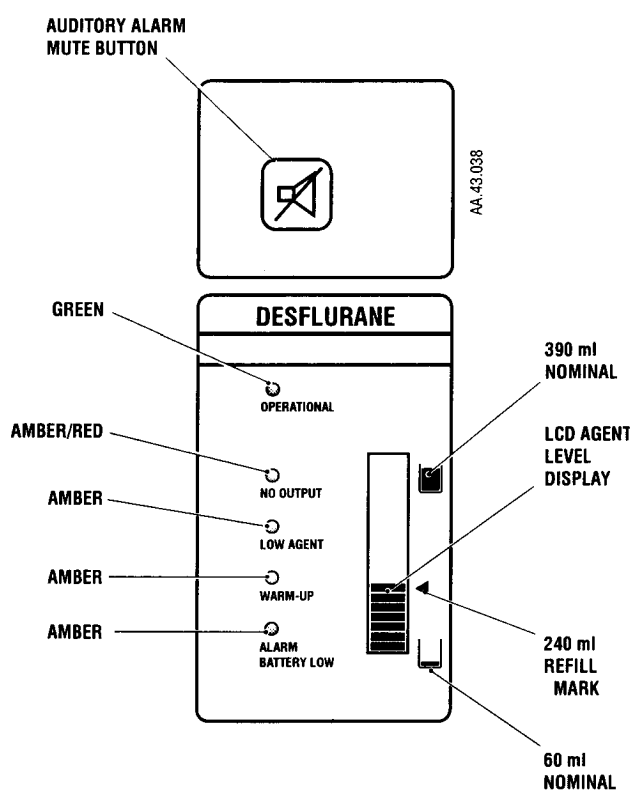 AUDITORY ALARM
MUTE BUTTON
AA.43.038
GREEN
DESFLURANE
390 ml
NOMINAL
OPERATIONAL
AMBER/RED
NO OUTPUT
LCD AGENT
LEVEL
DISPLAY
AMBER
LOW AGENT
AMBER
WARM-UP
AMBER
ALARM
BATTERY LOW
240 ml
REFILL
MARK
60 ml
NOMINAL